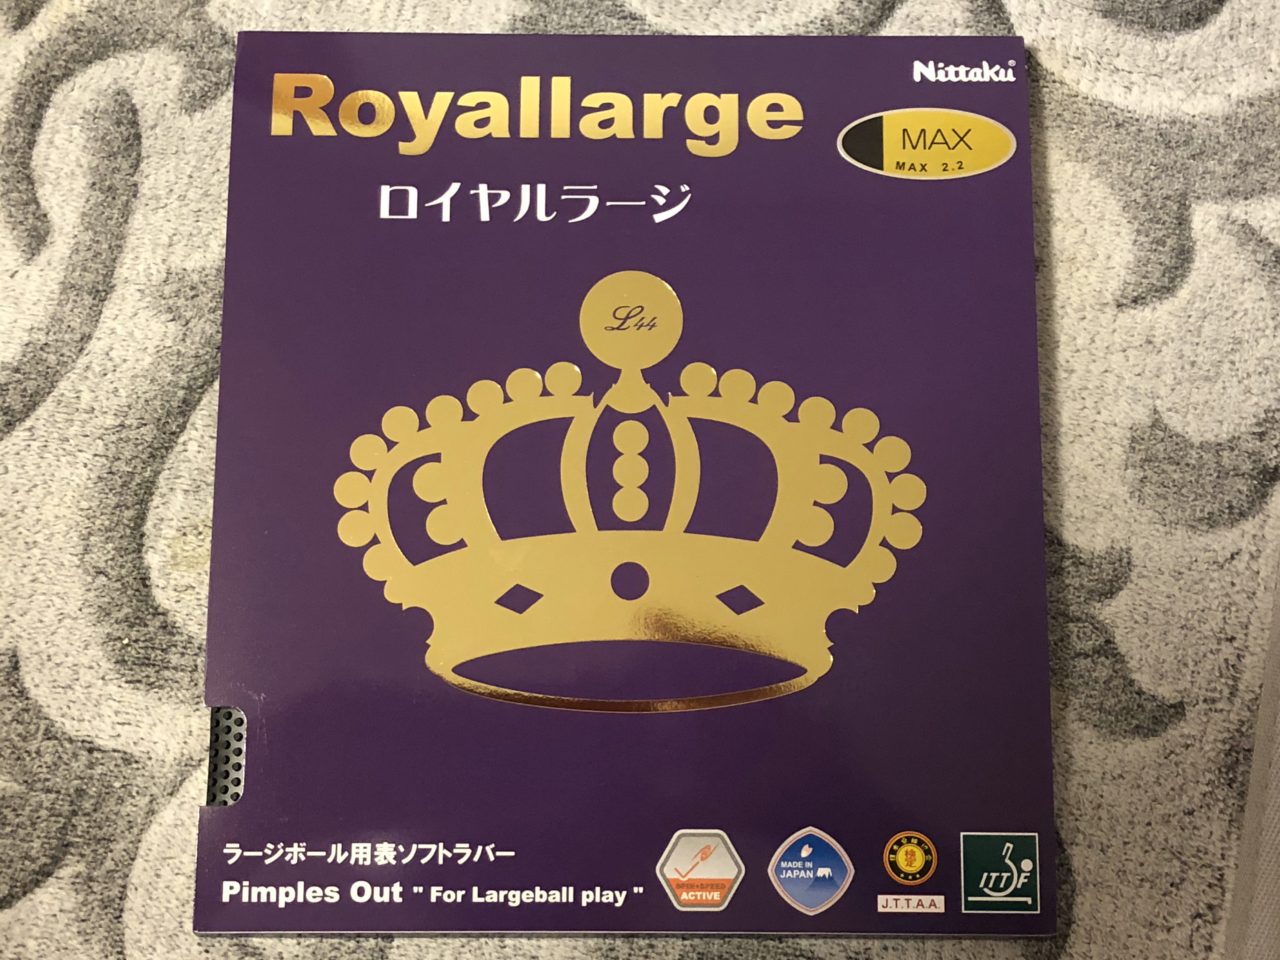 Nittaku
Royallarge
MAX
MAX 2.2
ロイヤルラージ
L44
ラージボール用表ソフトラバー
Pimples Out " For Largeball play "
SPIN+SPEED
ACTIVE
MADE IN
JAPAN
J.T.T.A.A.
ITTF